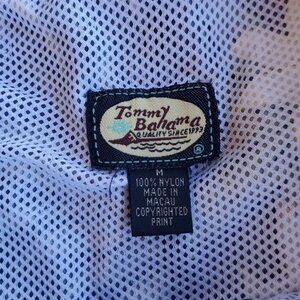 Tommy
Bahama
QUALITY SINCE 1993
®
M
100% NYLON
MADE IN
MACAU
COPYRIGHTED
PRINT